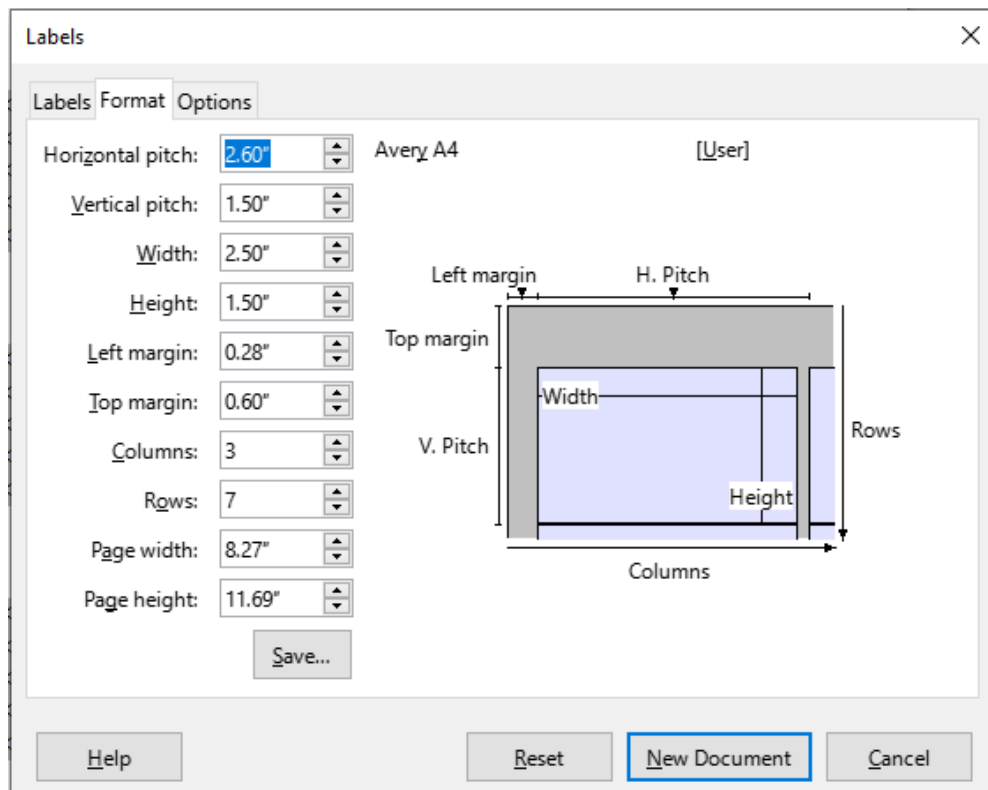 Labels
Labels Format Options
Horizontal pitch: 2.60" Avery A4 [User]
Vertical pitch: 1.50"
Width: 2.50"
Height: 1.50"
Left margin: 0.28"
Top margin: 0.60"
Columns: 3
Rows: 7
Page width: 8.27"
Page height: 11.69"
Save...
Left margin H. Pitch
Top margin
Width
V. Pitch
Rows
Height
Columns
Help Reset New Document Cancel